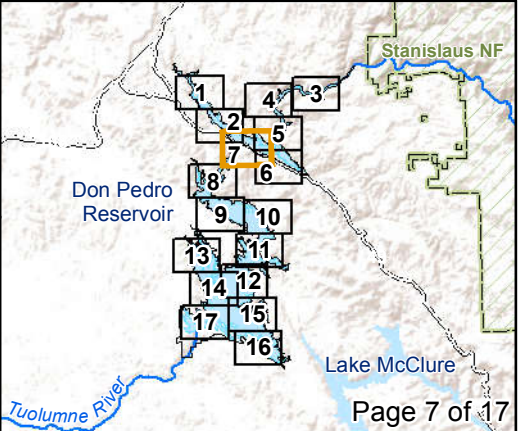 Stanislaus NF
1
4
3
2
5
7
6
8
Don Pedro
Reservoir
9
10
13
11
12
14
17
15
16
Lake McClure
Tuolumne River
Page 7 of 17